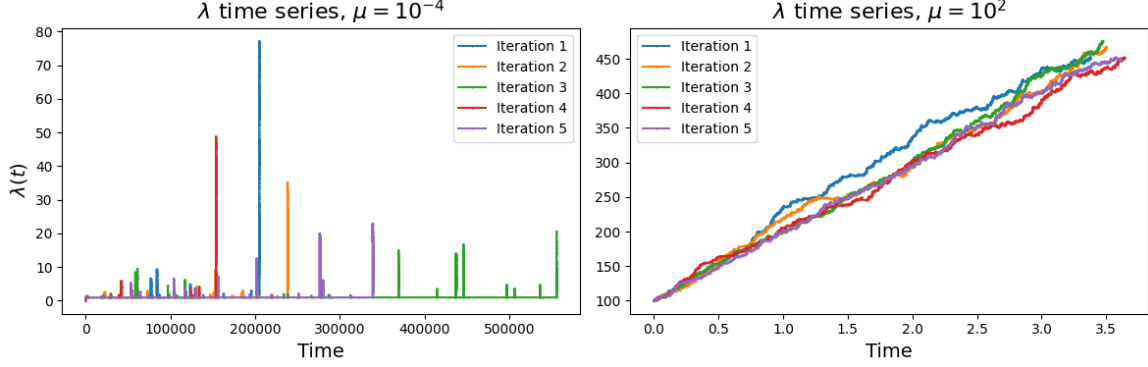 λ time series, μ = 10⁻⁴
λ(t)
80
70
60
50
40
30
20
10
0
Iteration 1
Iteration 2
Iteration 3
Iteration 4
Iteration 5
0 100000 200000 300000 400000 500000
Time
λ time series, μ = 10²
450
400
350
300
250
200
150
100
Iteration 1
Iteration 2
Iteration 3
Iteration 4
Iteration 5
0.0 0.5 1.0 1.5 2.0 2.5 3.0 3.5
Time